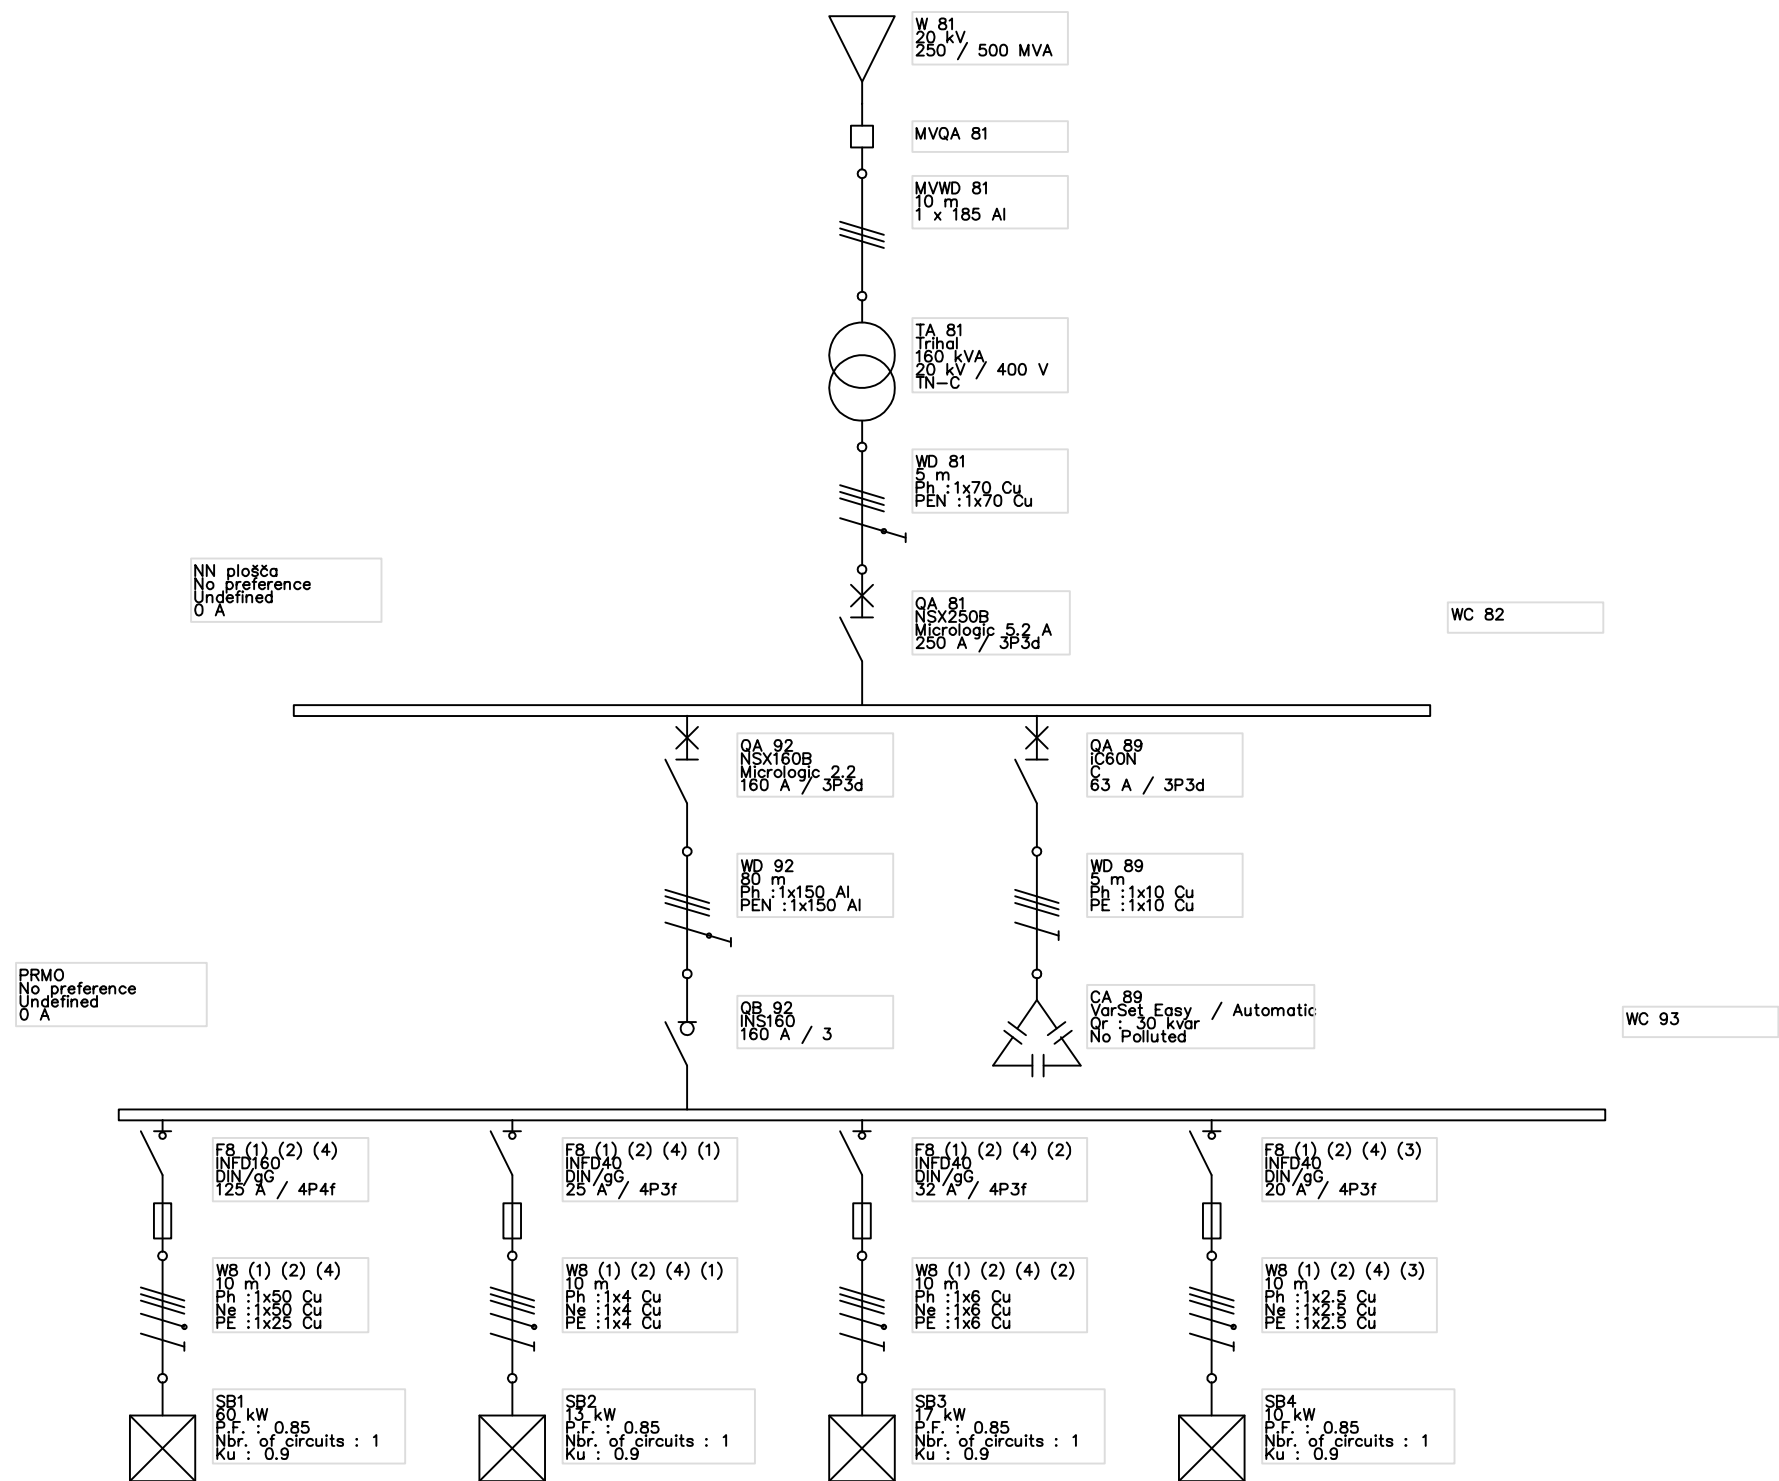 W 81
20 kV
250 / 500 MVA
MVQA 81
MVWD 81
10 m
1 x 185 Al
TA 81
Trihal
160 kVA
20 kV / 400 V
TN-C
WD 81
5 m
Ph :1x70 Cu
PEN :1x70 Cu
NN plošča
No preference
Undefined
0 A
QA 81
NSX250B
Micrologic 5.2 A
250 A / 3P3d
WC 82
QA 92
NSX160B
Micrologic 2.2
160 A / 3P3d
QA 89
iC60N
C
63 A / 3P3d
WD 92
80 m
Ph :1x150 Al
PEN :1x150 Al
WD 89
5 m
Ph :1x10 Cu
PE :1x10 Cu
PRMO
No preference
Undefined
0 A
QB 92
INS160
160 A / 3
CA 89
VarSet Easy / Automatic
Qr : 30 kvar
No Polluted
WC 93
F8 (1) (2) (4)
INFD160
DIN/gG
125 A / 4P4f
F8 (1) (2) (4) (1)
INFD40
DIN/gG
25 A / 4P3f
F8 (1) (2) (4) (2)
INFD40
DIN/gG
32 A / 4P3f
F8 (1) (2) (4) (3)
INFD40
DIN/gG
20 A / 4P3f
W8 (1) (2) (4)
10 m
Ph :1x50 Cu
Ne :1x50 Cu
PE :1x25 Cu
W8 (1) (2) (4) (1)
10 m
Ph :1x4 Cu
Ne :1x4 Cu
PE :1x4 Cu
W8 (1) (2) (4) (2)
10 m
Ph :1x6 Cu
Ne :1x6 Cu
PE :1x6 Cu
W8 (1) (2) (4) (3)
10 m
Ph :1x2.5 Cu
Ne :1x2.5 Cu
PE :1x2.5 Cu
SB1
60 kW
P.F. : 0.85
Nbr. of circuits : 1
Ku : 0.9
SB2
13 kW
P.F. : 0.85
Nbr. of circuits : 1
Ku : 0.9
SB3
17 kW
P.F. : 0.85
Nbr. of circuits : 1
Ku : 0.9
SB4
10 kW
P.F. : 0.85
Nbr. of circuits : 1
Ku : 0.9